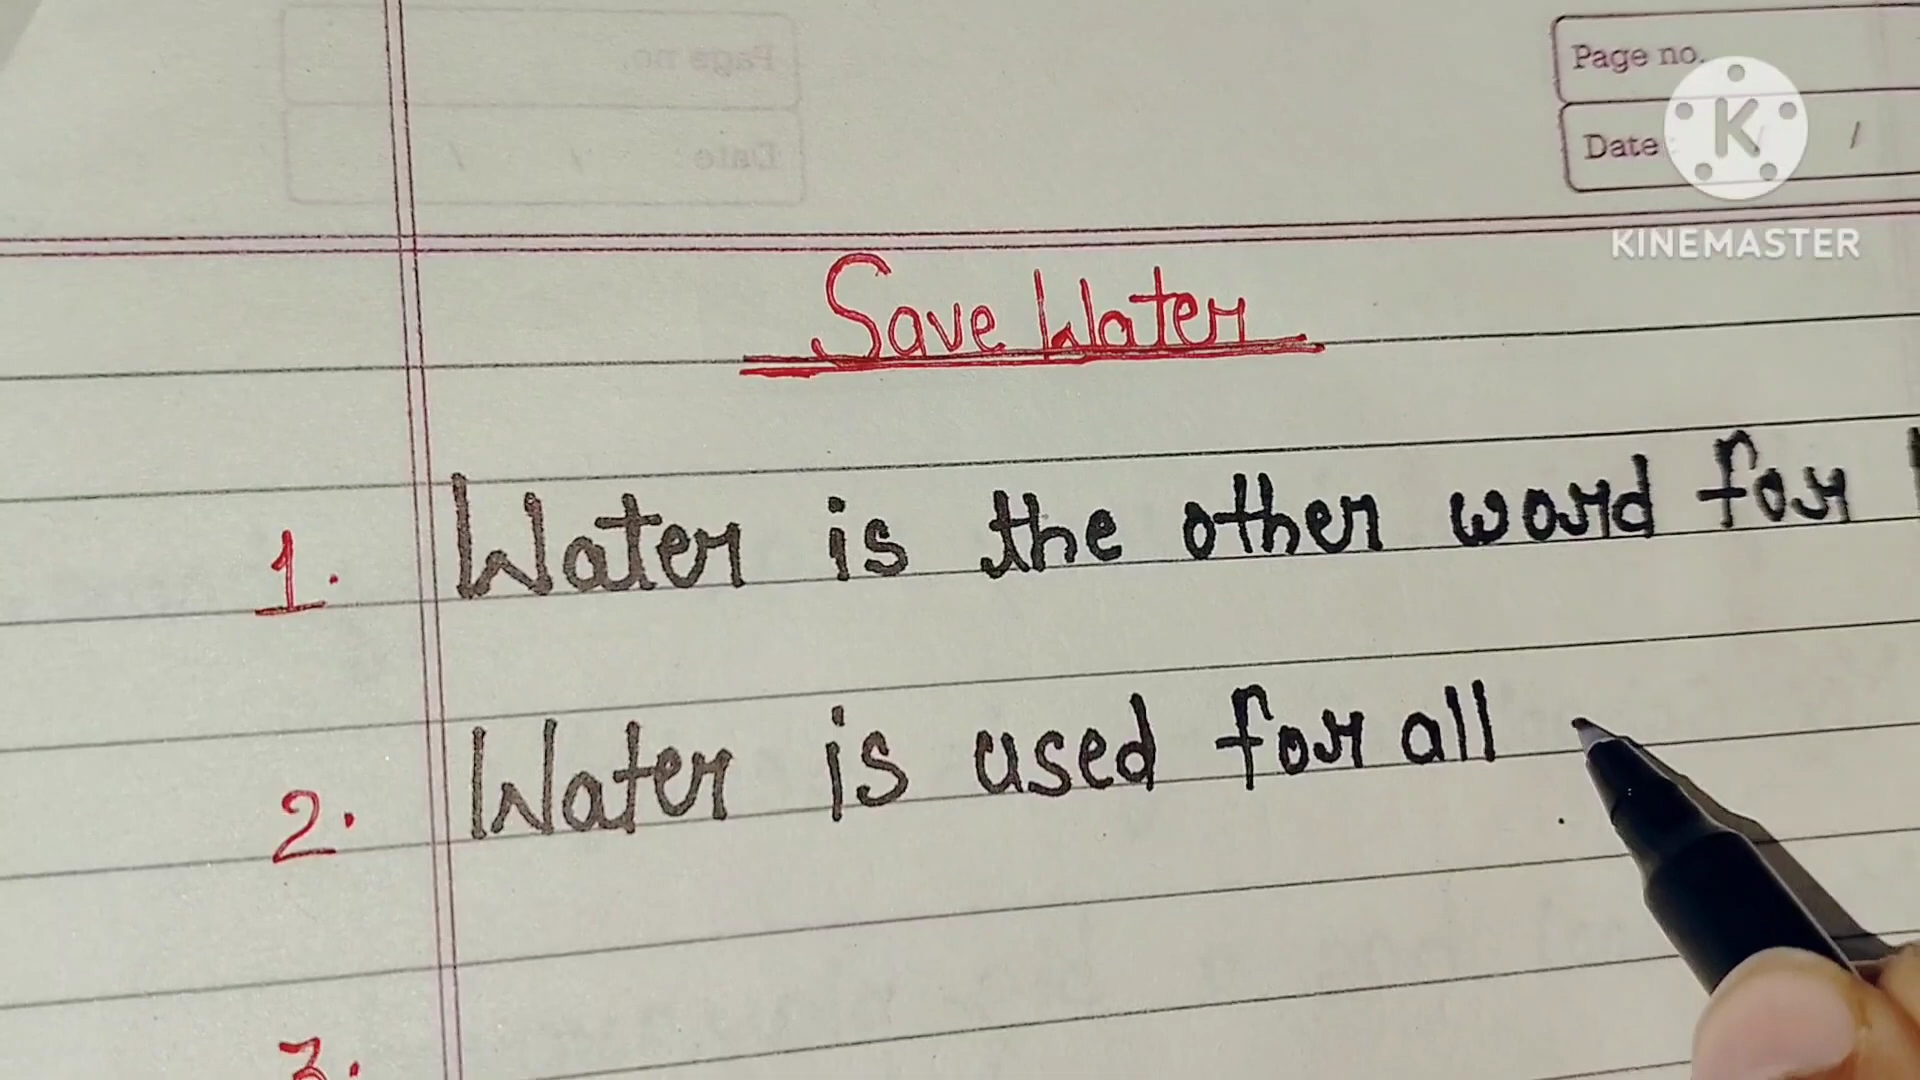 Page no.
Date
K
KINEMASTER
Save Water
1. Water is the other word for
2. Water is used for all
3.